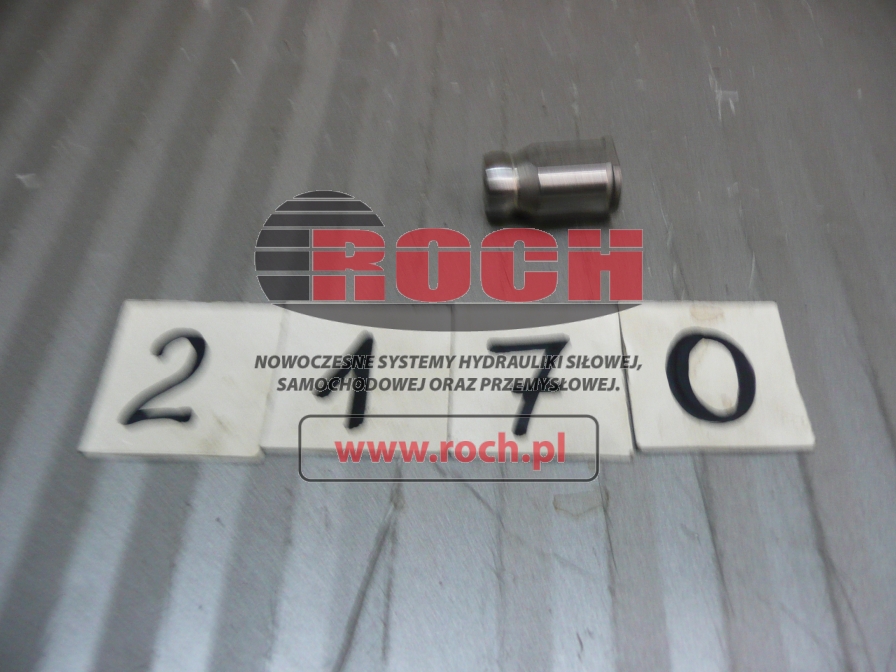 ROCH
2 1 7 0
NOWOCZESNE SYSTEMY HYDRAULIKI SIŁOWEJ,
SAMOCHODOWEJ ORAZ PRZEMYSŁOWEJ.
www.roch.pl